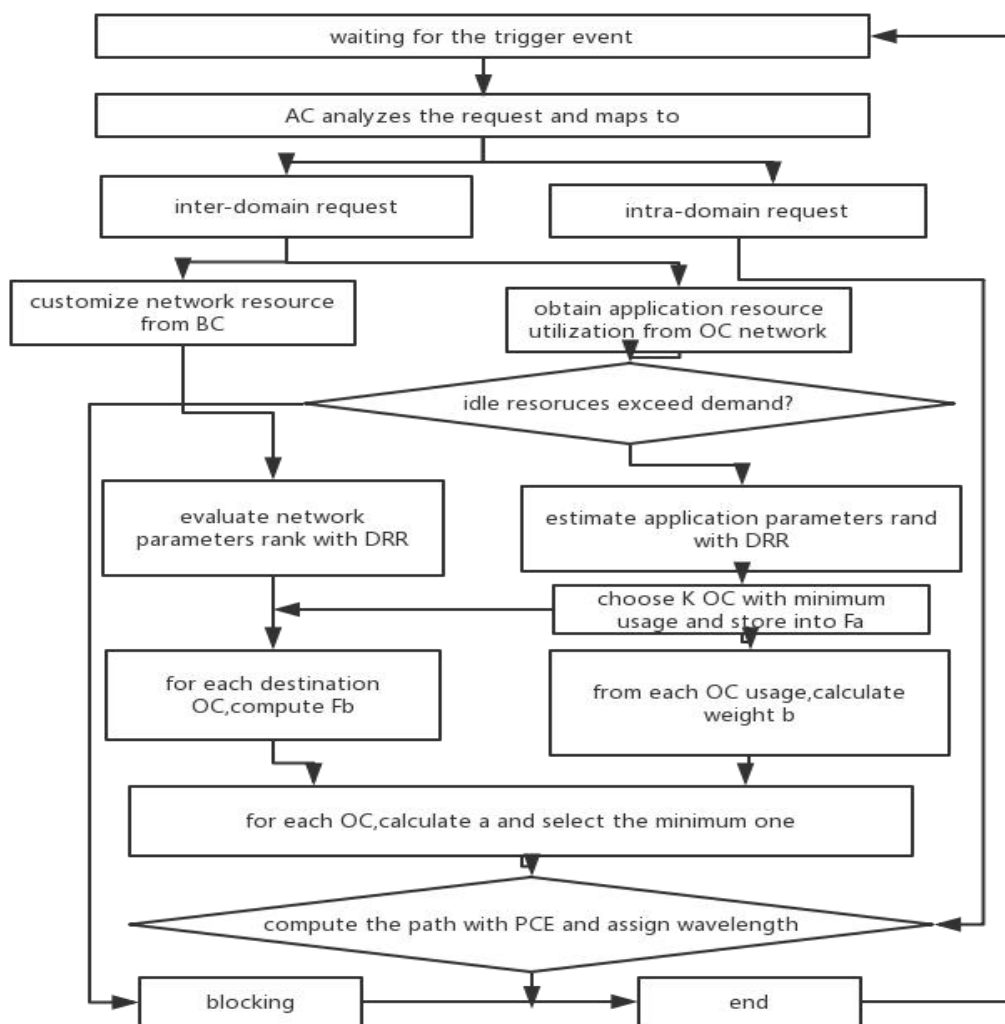 waiting for the trigger event
AC analyzes the request and maps to
inter-domain request
intra-domain request
customize network resource
from BC
obtain application resource
utilization from OC network
idle resoruces exceed demand?
evaluate network
parameters rank with DRR
estimate application parameters rand
with DRR
choose K OC with minimum
usage and store into Fa
for each destination
OC,compute Fb
from each OC usage,calculate
weight b
for each OC,calculate a and select the minimum one
compute the path with PCE and assign wavelength
blocking
end